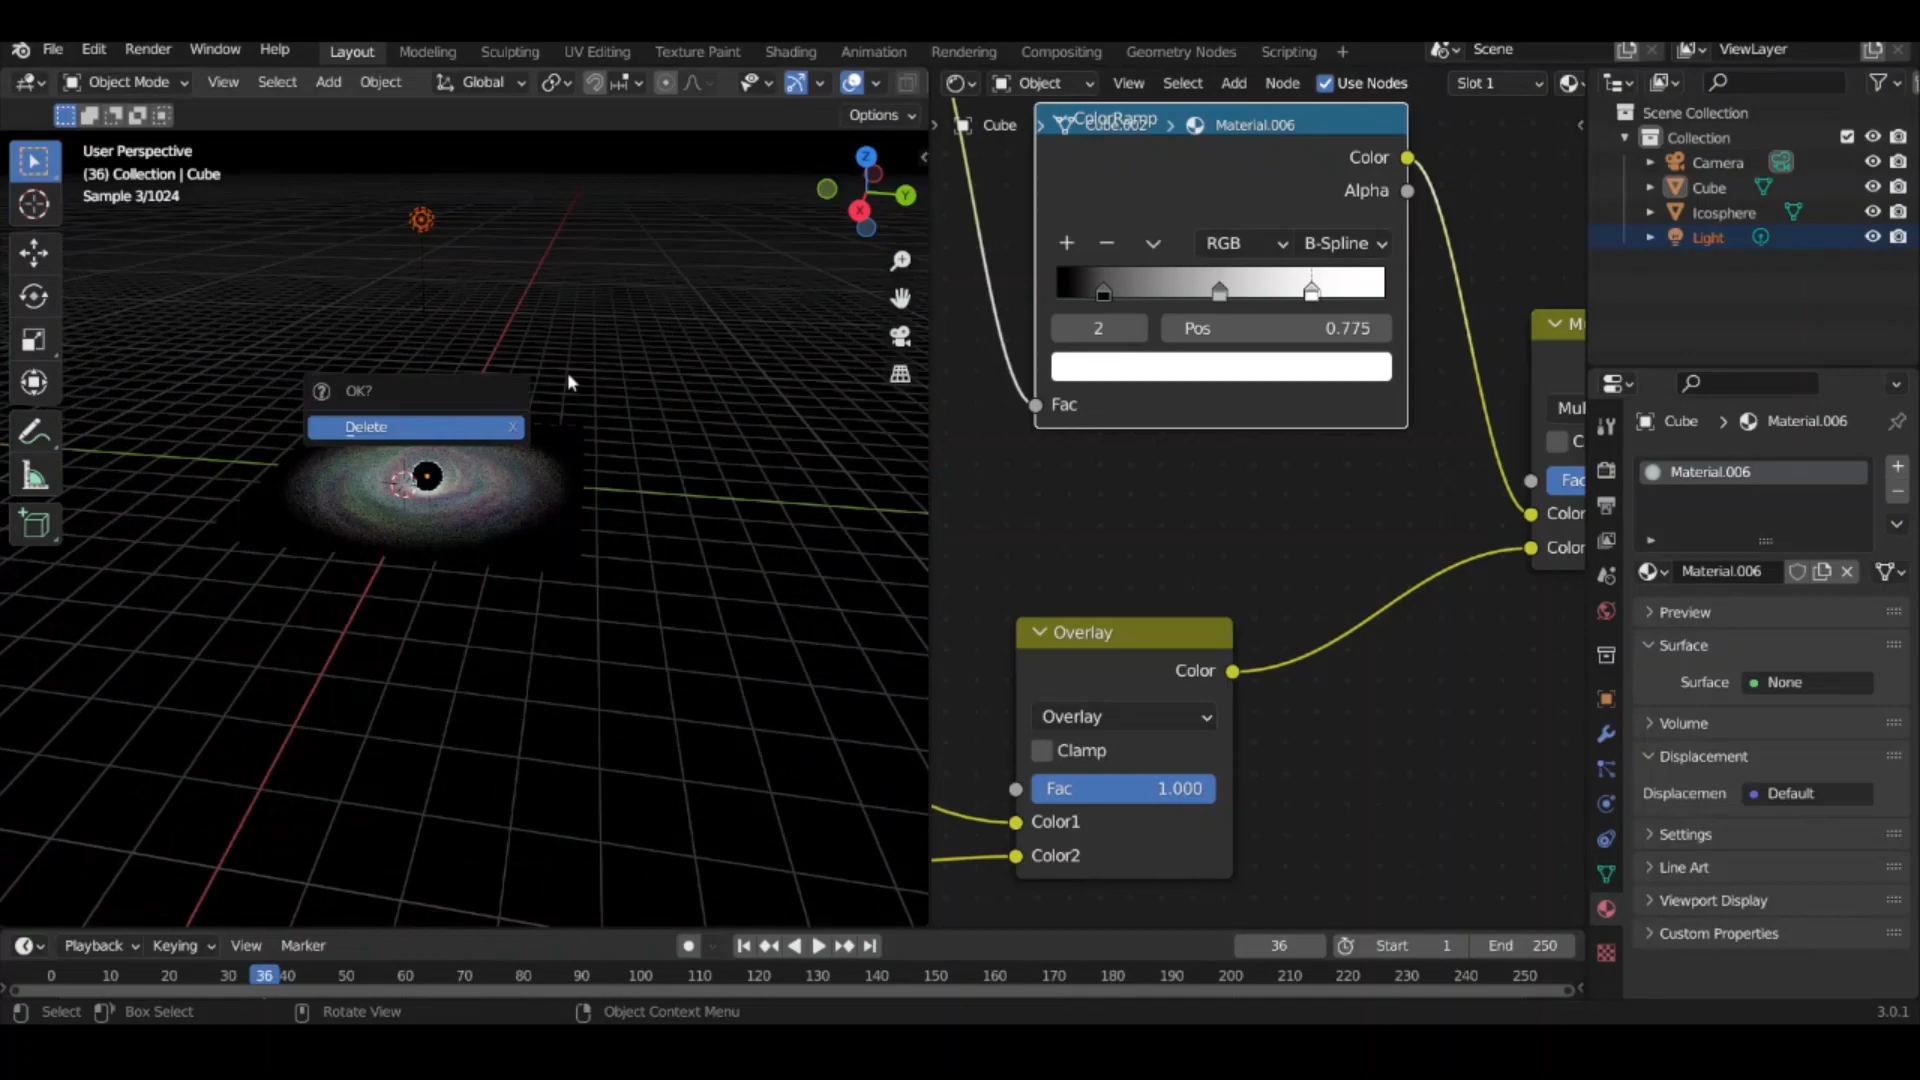 File Edit Render Window Help Layout Modeling Sculpting UV Editing Texture Paint Shading Animation Rendering Compositing Geometry Nodes Scripting + Scene ViewLayer
Object Mode View Select Add Object Global Object View Select Add Node Use Nodes Slot 1
Options
User Perspective
(36) Collection | Cube
Sample 3/1024
Z
Y
X
OK?
Delete X
Cube > Cube.002 > Material.006
ColorRamp
Color
Alpha
RGB B-Spline
2 Pos 0.775
Fac
Mul
C
Fac
Color
Color
Overlay
Color
Overlay
Clamp
Fac 1.000
Color1
Color2
Scene Collection
Collection
Camera
Cube
Icosphere
Light
Cube > Material.006
Material.006
Material.006
Preview
Surface
Surface None
Volume
Displacement
Displacemen Default
Settings
Line Art
Viewport Display
Custom Properties
Playback Keying View Marker 36 Start 1 End 250
0 10 20 30 36 40 50 60 70 80 90 100 110 120 130 140 150 160 170 180 190 200 210 220 230 240 250
Select Box Select Rotate View Object Context Menu 3.0.1